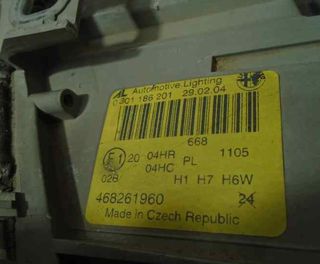 AL Automotive Lighting
0 301 186 201 29.02.04
668
E1 20 04HR PL 1105
04HC
02B H1 H7 H6W
468261960 24
Made in Czech Republic